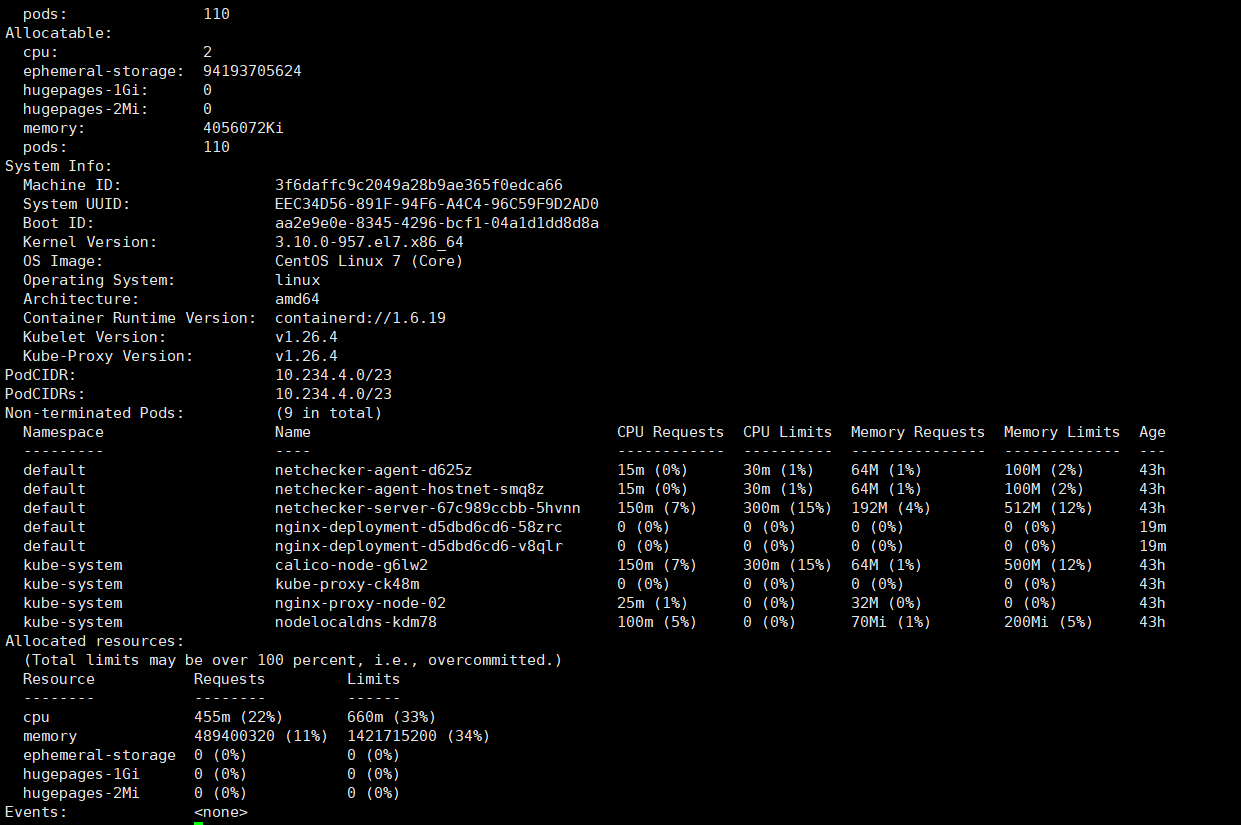 pods:               110
Allocatable:
  cpu:                2
  ephemeral-storage:  94193705624
  hugepages-1Gi:      0
  hugepages-2Mi:      0
  memory:             4056072Ki
  pods:               110
System Info:
  Machine ID:                 3f6daffc9c2049a28b9ae365f0edca66
  System UUID:                EEC34D56-891F-94F6-A4C4-96C59F9D2AD0
  Boot ID:                    aa2e9e0e-8345-4296-bcf1-04a1d1dd8d8a
  Kernel Version:             3.10.0-957.el7.x86_64
  OS Image:                   CentOS Linux 7 (Core)
  Operating System:           linux
  Architecture:               amd64
  Container Runtime Version:  containerd://1.6.19
  Kubelet Version:            v1.26.4
  Kube-Proxy Version:         v1.26.4
PodCIDR:                      10.234.4.0/23
PodCIDRs:                     10.234.4.0/23
Non-terminated Pods:          (9 in total)
  Namespace                   Name                                  CPU Requests  CPU Limits  Memory Requests  Memory Limits  Age
  ---------                   ----                                  ------------  ----------  ---------------  -------------  ---
  default                     netchecker-agent-d625z                15m (0%)      30m (1%)    64M (1%)         100M (2%)      43h
  default                     netchecker-agent-hostnet-smq8z        15m (0%)      30m (1%)    64M (1%)         100M (2%)      43h
  default                     netchecker-server-67c989ccbb-5hvnn    150m (7%)     300m (15%)  192M (4%)        512M (12%)     43h
  default                     nginx-deployment-d5dbd6cd6-58zrc      0 (0%)        0 (0%)      0 (0%)           0 (0%)         19m
  default                     nginx-deployment-d5dbd6cd6-v8qlr      0 (0%)        0 (0%)      0 (0%)           0 (0%)         19m
  kube-system                 calico-node-g6lw2                     150m (7%)     300m (15%)  64M (1%)         500M (12%)     43h
  kube-system                 kube-proxy-ck48m                      0 (0%)        0 (0%)      0 (0%)           0 (0%)         43h
  kube-system                 nginx-proxy-node-02                   25m (1%)      0 (0%)      32M (0%)         0 (0%)         43h
  kube-system                 nodelocaldns-kdm78                    100m (5%)     0 (0%)      70Mi (1%)        200Mi (5%)     43h
Allocated resources:
  (Total limits may be over 100 percent, i.e., overcommitted.)
  Resource           Requests         Limits
  --------           --------         ------
  cpu                455m (22%)       660m (33%)
  memory             489400320 (11%)  1421715200 (34%)
  ephemeral-storage  0 (0%)           0 (0%)
  hugepages-1Gi      0 (0%)           0 (0%)
  hugepages-2Mi      0 (0%)           0 (0%)
Events:              <none>